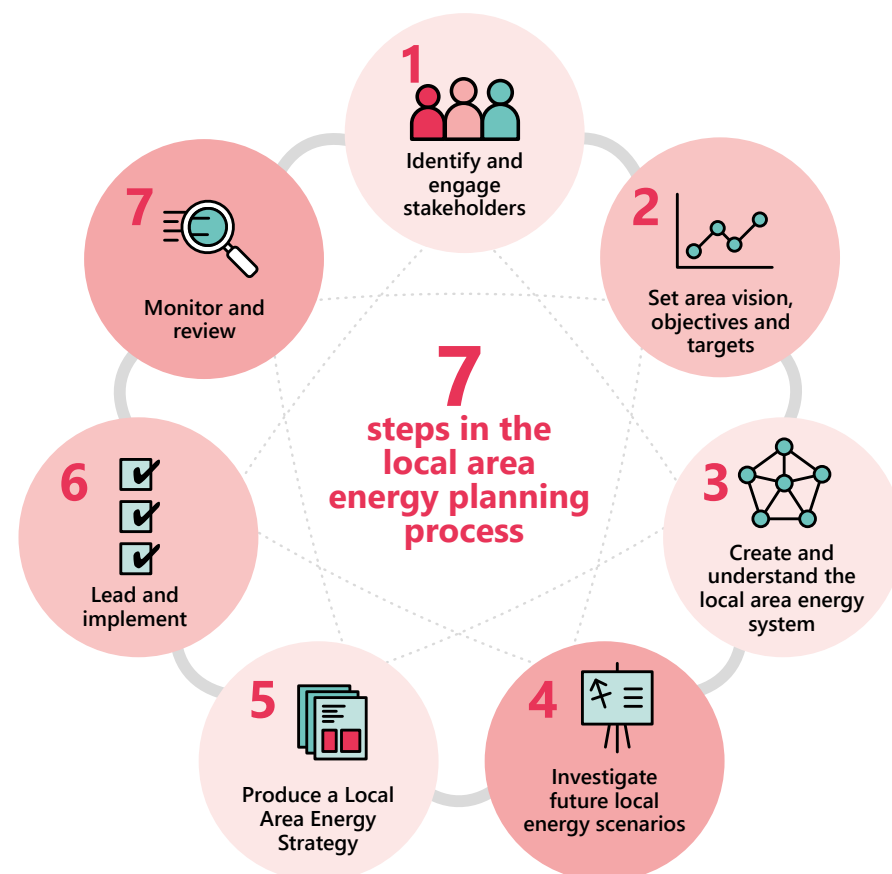 1
Identify and
engage
stakeholders
2
Set area vision,
objectives and
targets
3
Create and
understand the
local area energy
system
4
Investigate
future local
energy scenarios
5
Produce a Local
Area Energy
Strategy
6
Lead and
implement
7
Monitor and
review
7
steps in the
local area
energy planning
process